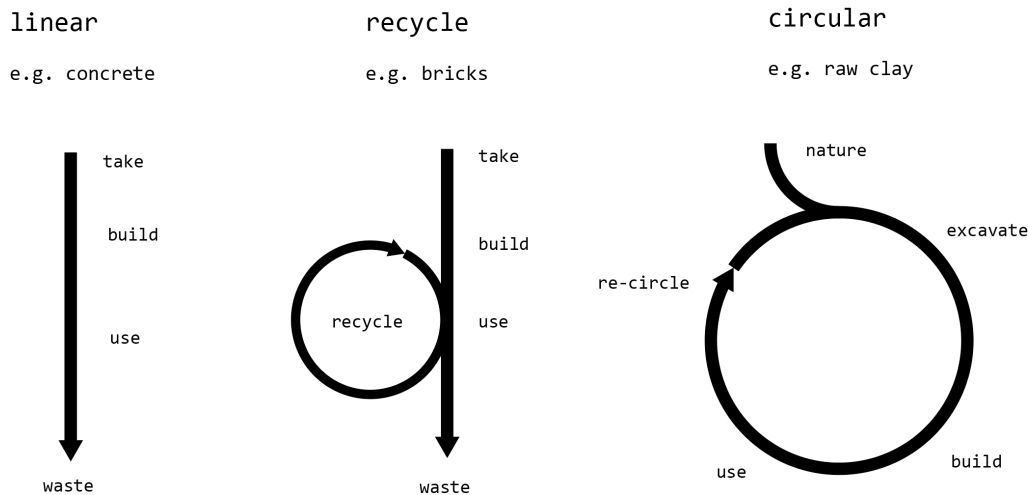 linear
e.g. concrete
take
build
use
waste
recycle
e.g. bricks
take
build
recycle
use
waste
circular
e.g. raw clay
nature
excavate
re-circle
build
use